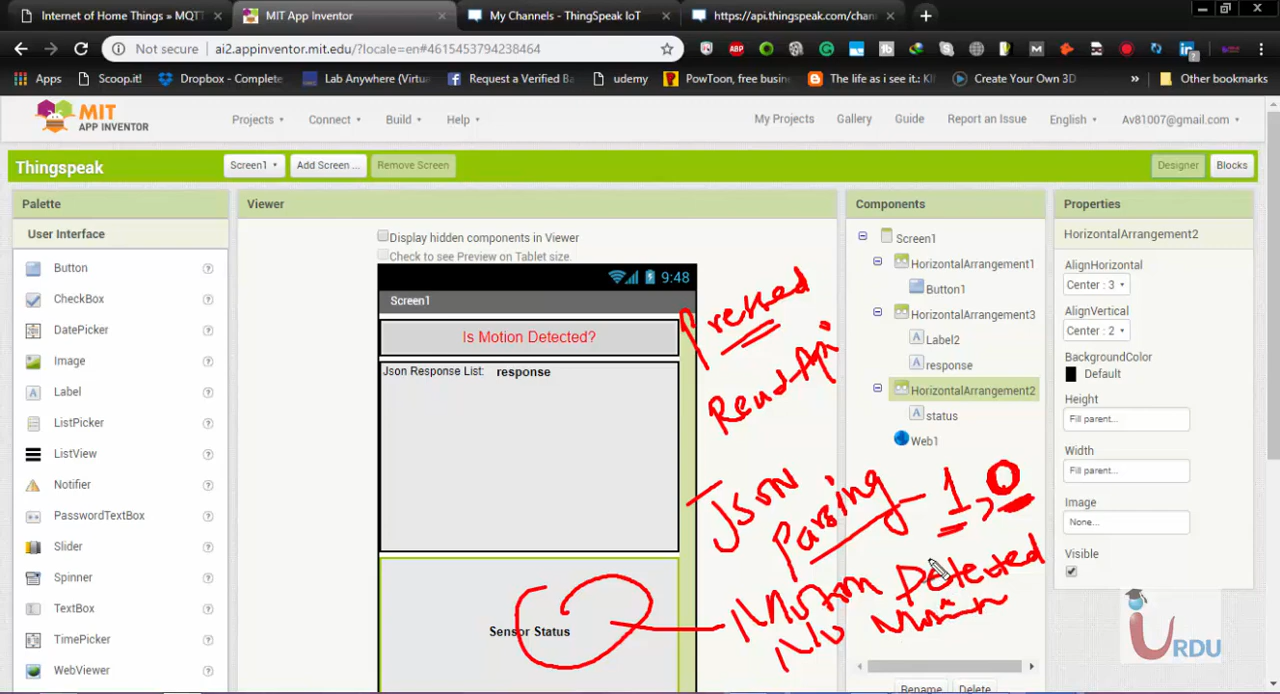 Internet of Home Things » MQTT
MIT App Inventor
My Channels - ThingSpeak IoT
https://api.thingspeak.com/chan
Not secure
ai2.appinventor.mit.edu/?locale=en#4615453794238464
Apps
Scoop.it!
Dropbox - Complete
Lab Anywhere (Virtu
Request a Verified Ba
udemy
PowToon, free busin
The life as i see it.: KI
Create Your Own 3D
»
Other bookmarks
MIT
APP INVENTOR
Projects
Connect
Build
Help
My Projects
Gallery
Guide
Report an Issue
English
Av81007@gmail.com
Thingspeak
Screen1
Add Screen ...
Remove Screen
Designer
Blocks
Palette
User Interface
Button
CheckBox
DatePicker
Image
Label
ListPicker
ListView
Notifier
PasswordTextBox
Slider
Spinner
TextBox
TimePicker
WebViewer
Viewer
Display hidden components in Viewer
Check to see Preview on Tablet size.
9:48
Screen1
Is Motion Detected?
Json Response List: response
Sensor Status
Pressed
Read Api
Json
Parsing - 1, 0
Motion Detected
No Motion
Components
Screen1
HorizontalArrangement1
Button1
HorizontalArrangement3
Label2
response
HorizontalArrangement2
status
Web1
Rename
Delete
Properties
HorizontalArrangement2
AlignHorizontal
Center : 3
AlignVertical
Center : 2
BackgroundColor
Default
Height
Fill parent...
Width
Fill parent...
Image
None...
Visible
URDU